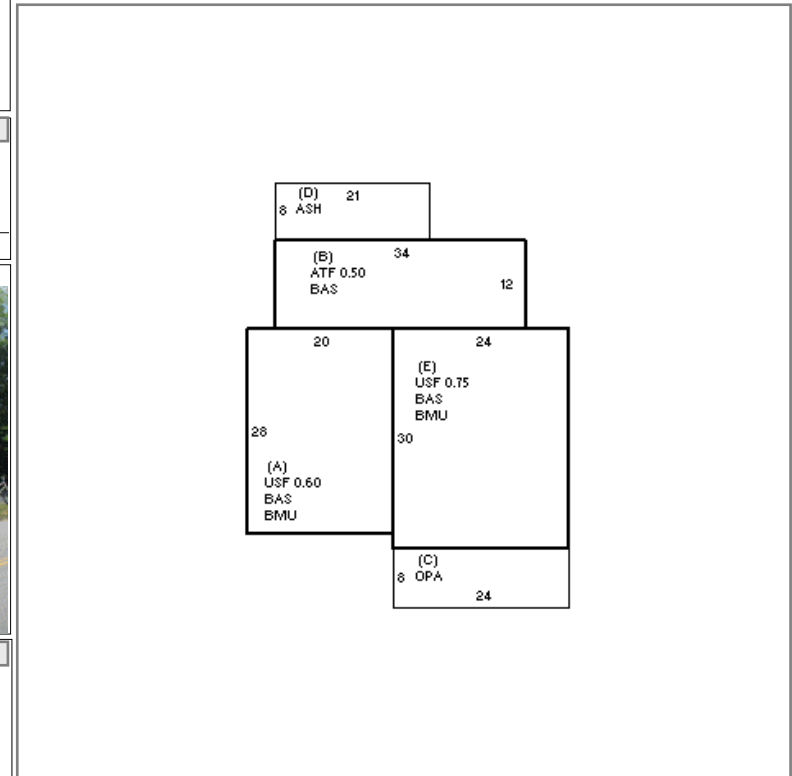 (D) 21
8 ASH
34
(B)
ATF 0.50
BAS
12
20
24
(E)
USF 0.75
BAS
BMU
28
30
(A)
USF 0.60
BAS
BMU
(C)
8 OPA
24